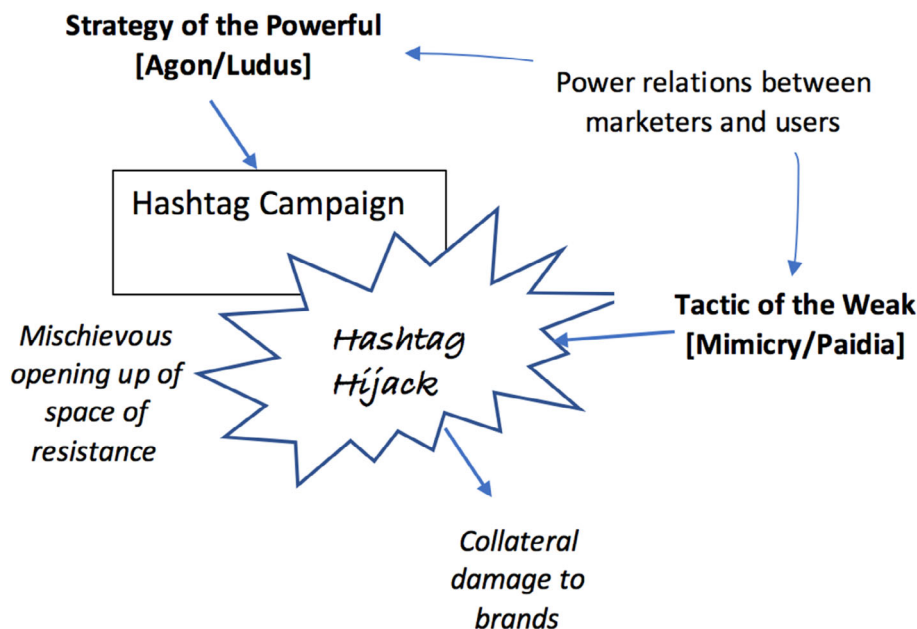 Strategy of the Powerful
[Agon/Ludus]
Power relations between
marketers and users
Hashtag Campaign
Tactic of the Weak
[Mimicry/Paidia]
Mischievous
opening up of
space of
resistance
Hashtag
Hijack
Collateral
damage to
brands